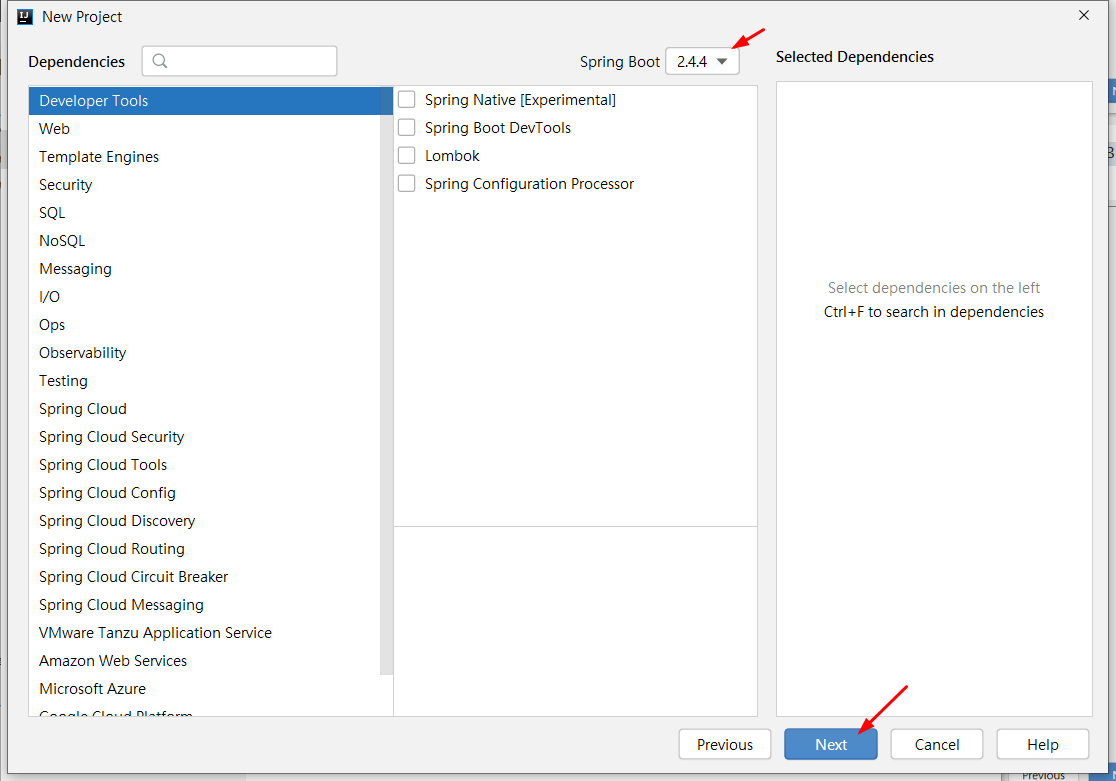 New Project
Dependencies
Spring Boot 2.4.4
Selected Dependencies
Developer Tools
Web
Template Engines
Security
SQL
NoSQL
Messaging
I/O
Ops
Observability
Testing
Spring Cloud
Spring Cloud Security
Spring Cloud Tools
Spring Cloud Config
Spring Cloud Discovery
Spring Cloud Routing
Spring Cloud Circuit Breaker
Spring Cloud Messaging
VMware Tanzu Application Service
Amazon Web Services
Microsoft Azure
Google Cloud Platform
Spring Native [Experimental]
Spring Boot DevTools
Lombok
Spring Configuration Processor
Select dependencies on the left
Ctrl+F to search in dependencies
Previous
Next
Cancel
Help
Previous